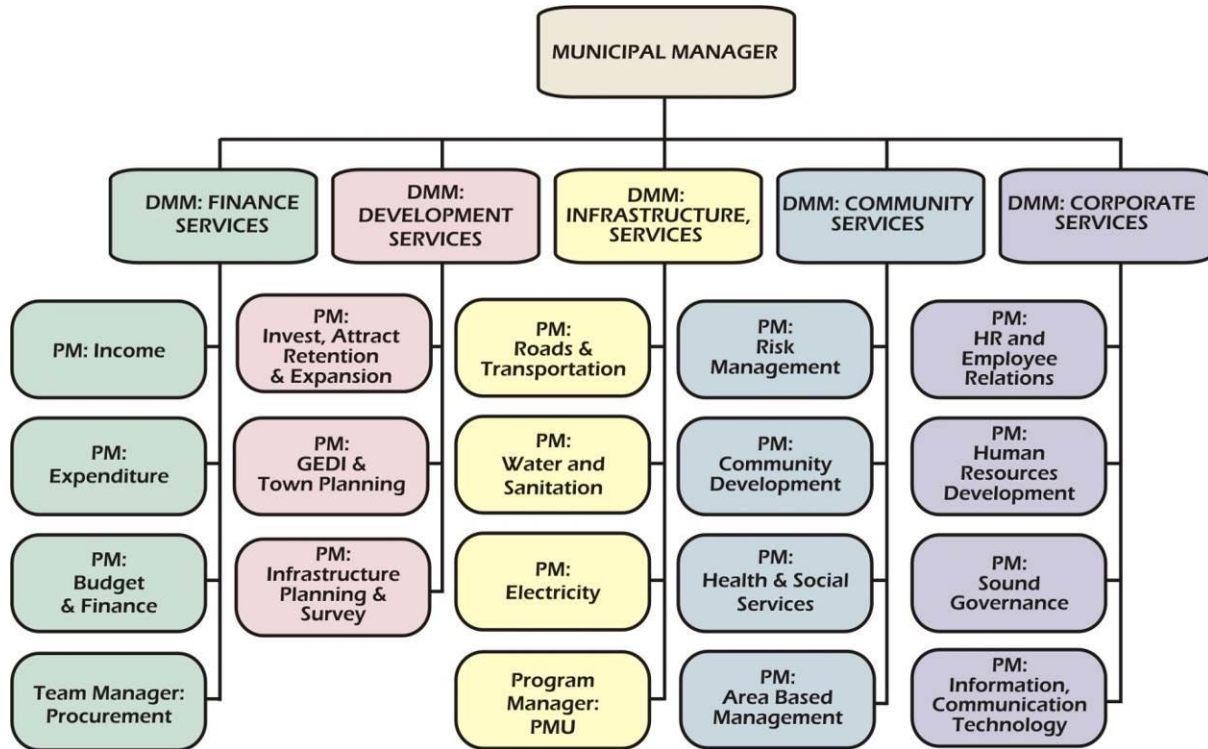 MUNICIPAL MANAGER
DMM: FINANCE
SERVICES
DMM:
DEVELOPMENT
SERVICES
DMM:
INFRASTRUCTURE,
SERVICES
DMM: COMMUNITY
SERVICES
DMM: CORPORATE
SERVICES
PM: Income
PM:
Expenditure
PM:
Budget
& Finance
Team Manager:
Procurement
PM:
Invest, Attract
Retention
& Expansion
PM:
GEDI &
Town Planning
PM:
Infrastructure
Planning &
Survey
PM:
Roads &
Transportation
PM:
Water and
Sanitation
PM:
Electricity
Program
Manager:
PMU
PM:
Risk
Management
PM:
Community
Development
PM:
Health & Social
Services
PM:
Area Based
Management
PM:
HR and
Employee
Relations
PM:
Human
Resources
Development
PM:
Sound
Governance
PM:
Information,
Communication
Technology